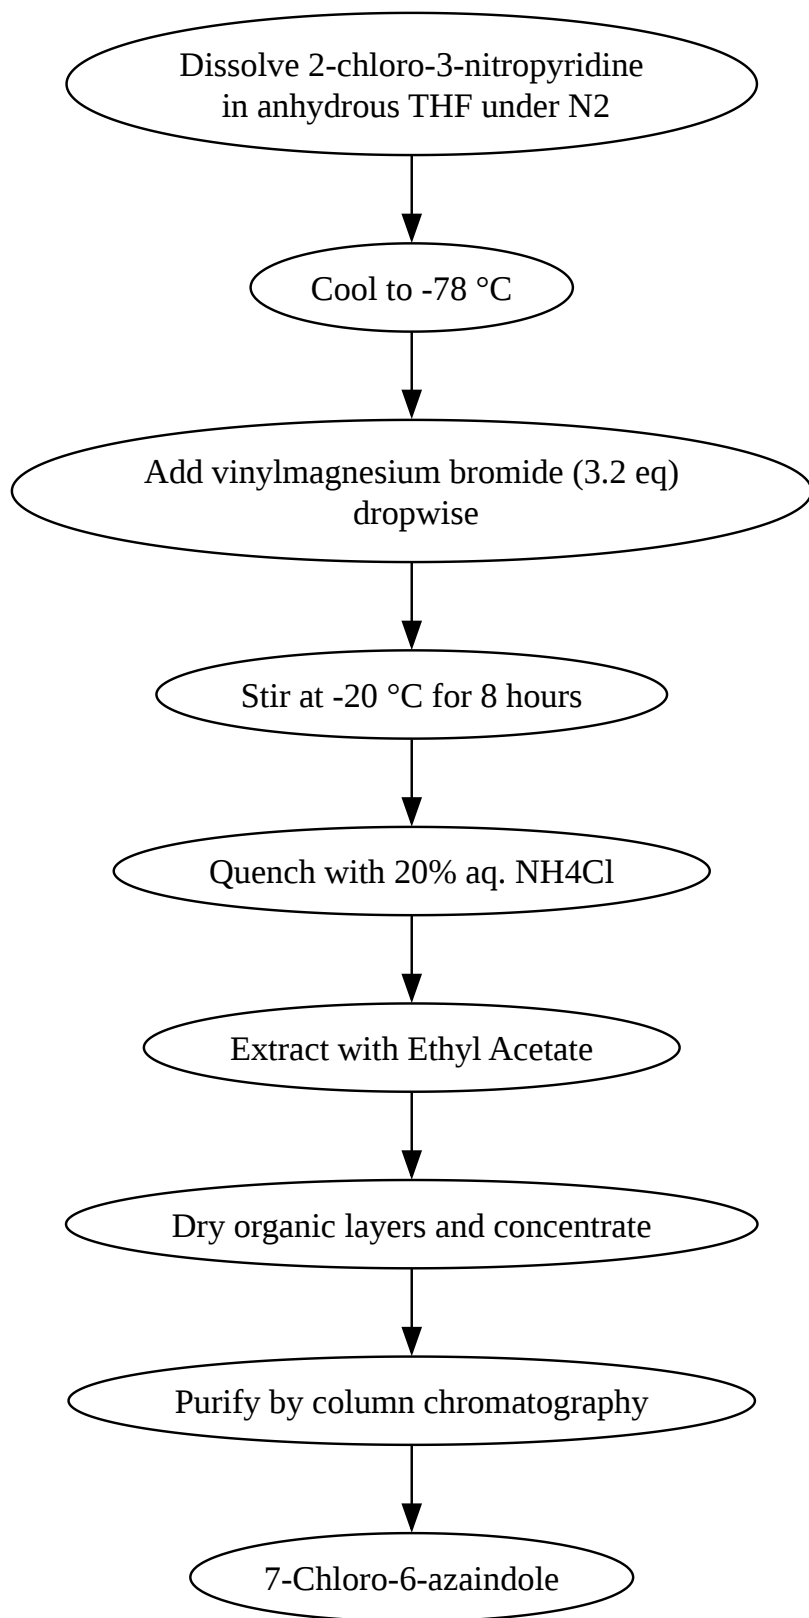 Dissolve 2-chloro-3-nitropyridine
in anhydrous THF under N2
Cool to -78 °C
Add vinylmagnesium bromide (3.2 eq)
dropwise
Stir at -20 °C for 8 hours
Quench with 20% aq. NH4Cl
Extract with Ethyl Acetate
Dry organic layers and concentrate
Purify by column chromatography
7-Chloro-6-azaindole